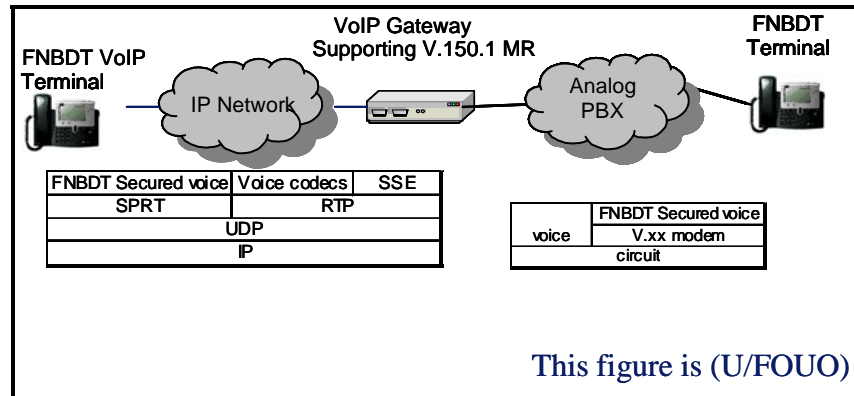 VoIP Gateway
Supporting V.150.1 MR
FNBDT
Terminal
FNBDT VoIP
Terminal
IP Network
Analog
PBX
FNBDT Secured voice Voice codecs SSE
SPRT RTP
UDP
IP
FNBDT Secured voice
voice V.xx modem
circuit
This figure is (U/FOUO)